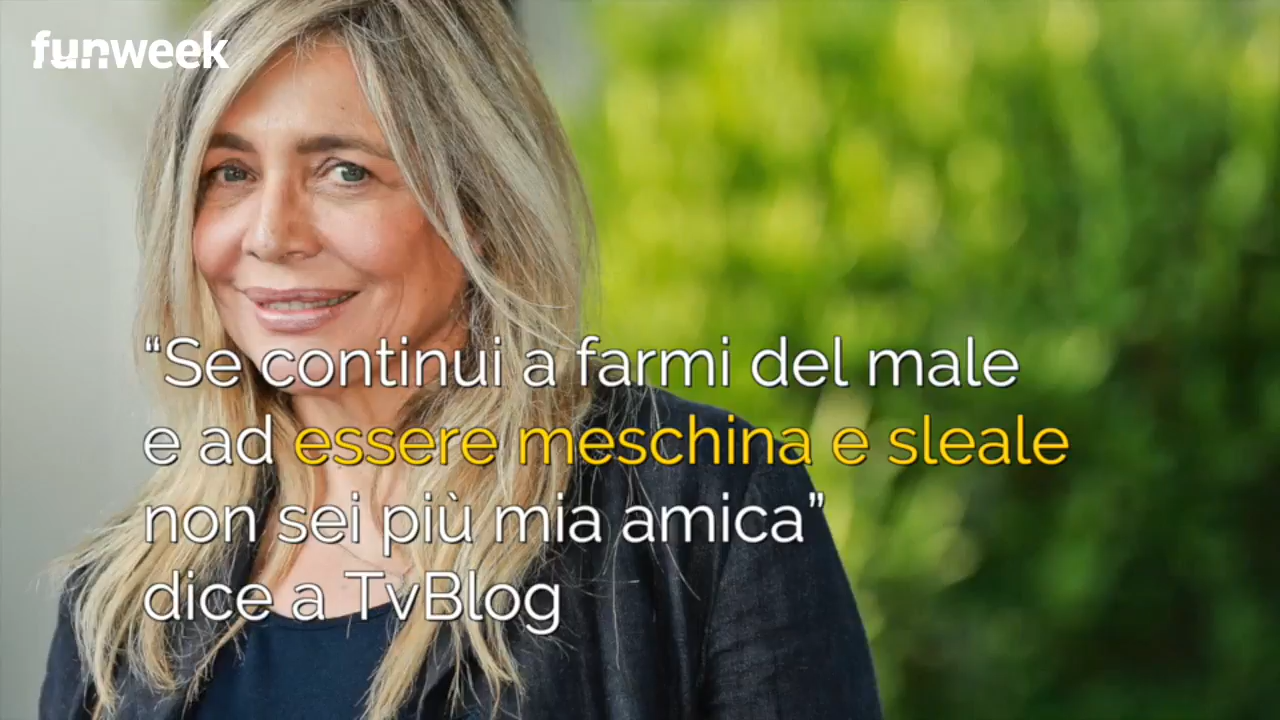 funweek
“Se continui a farmi del male
e ad essere meschina e sleale
non sei più mia amica”
dice a TvBlog